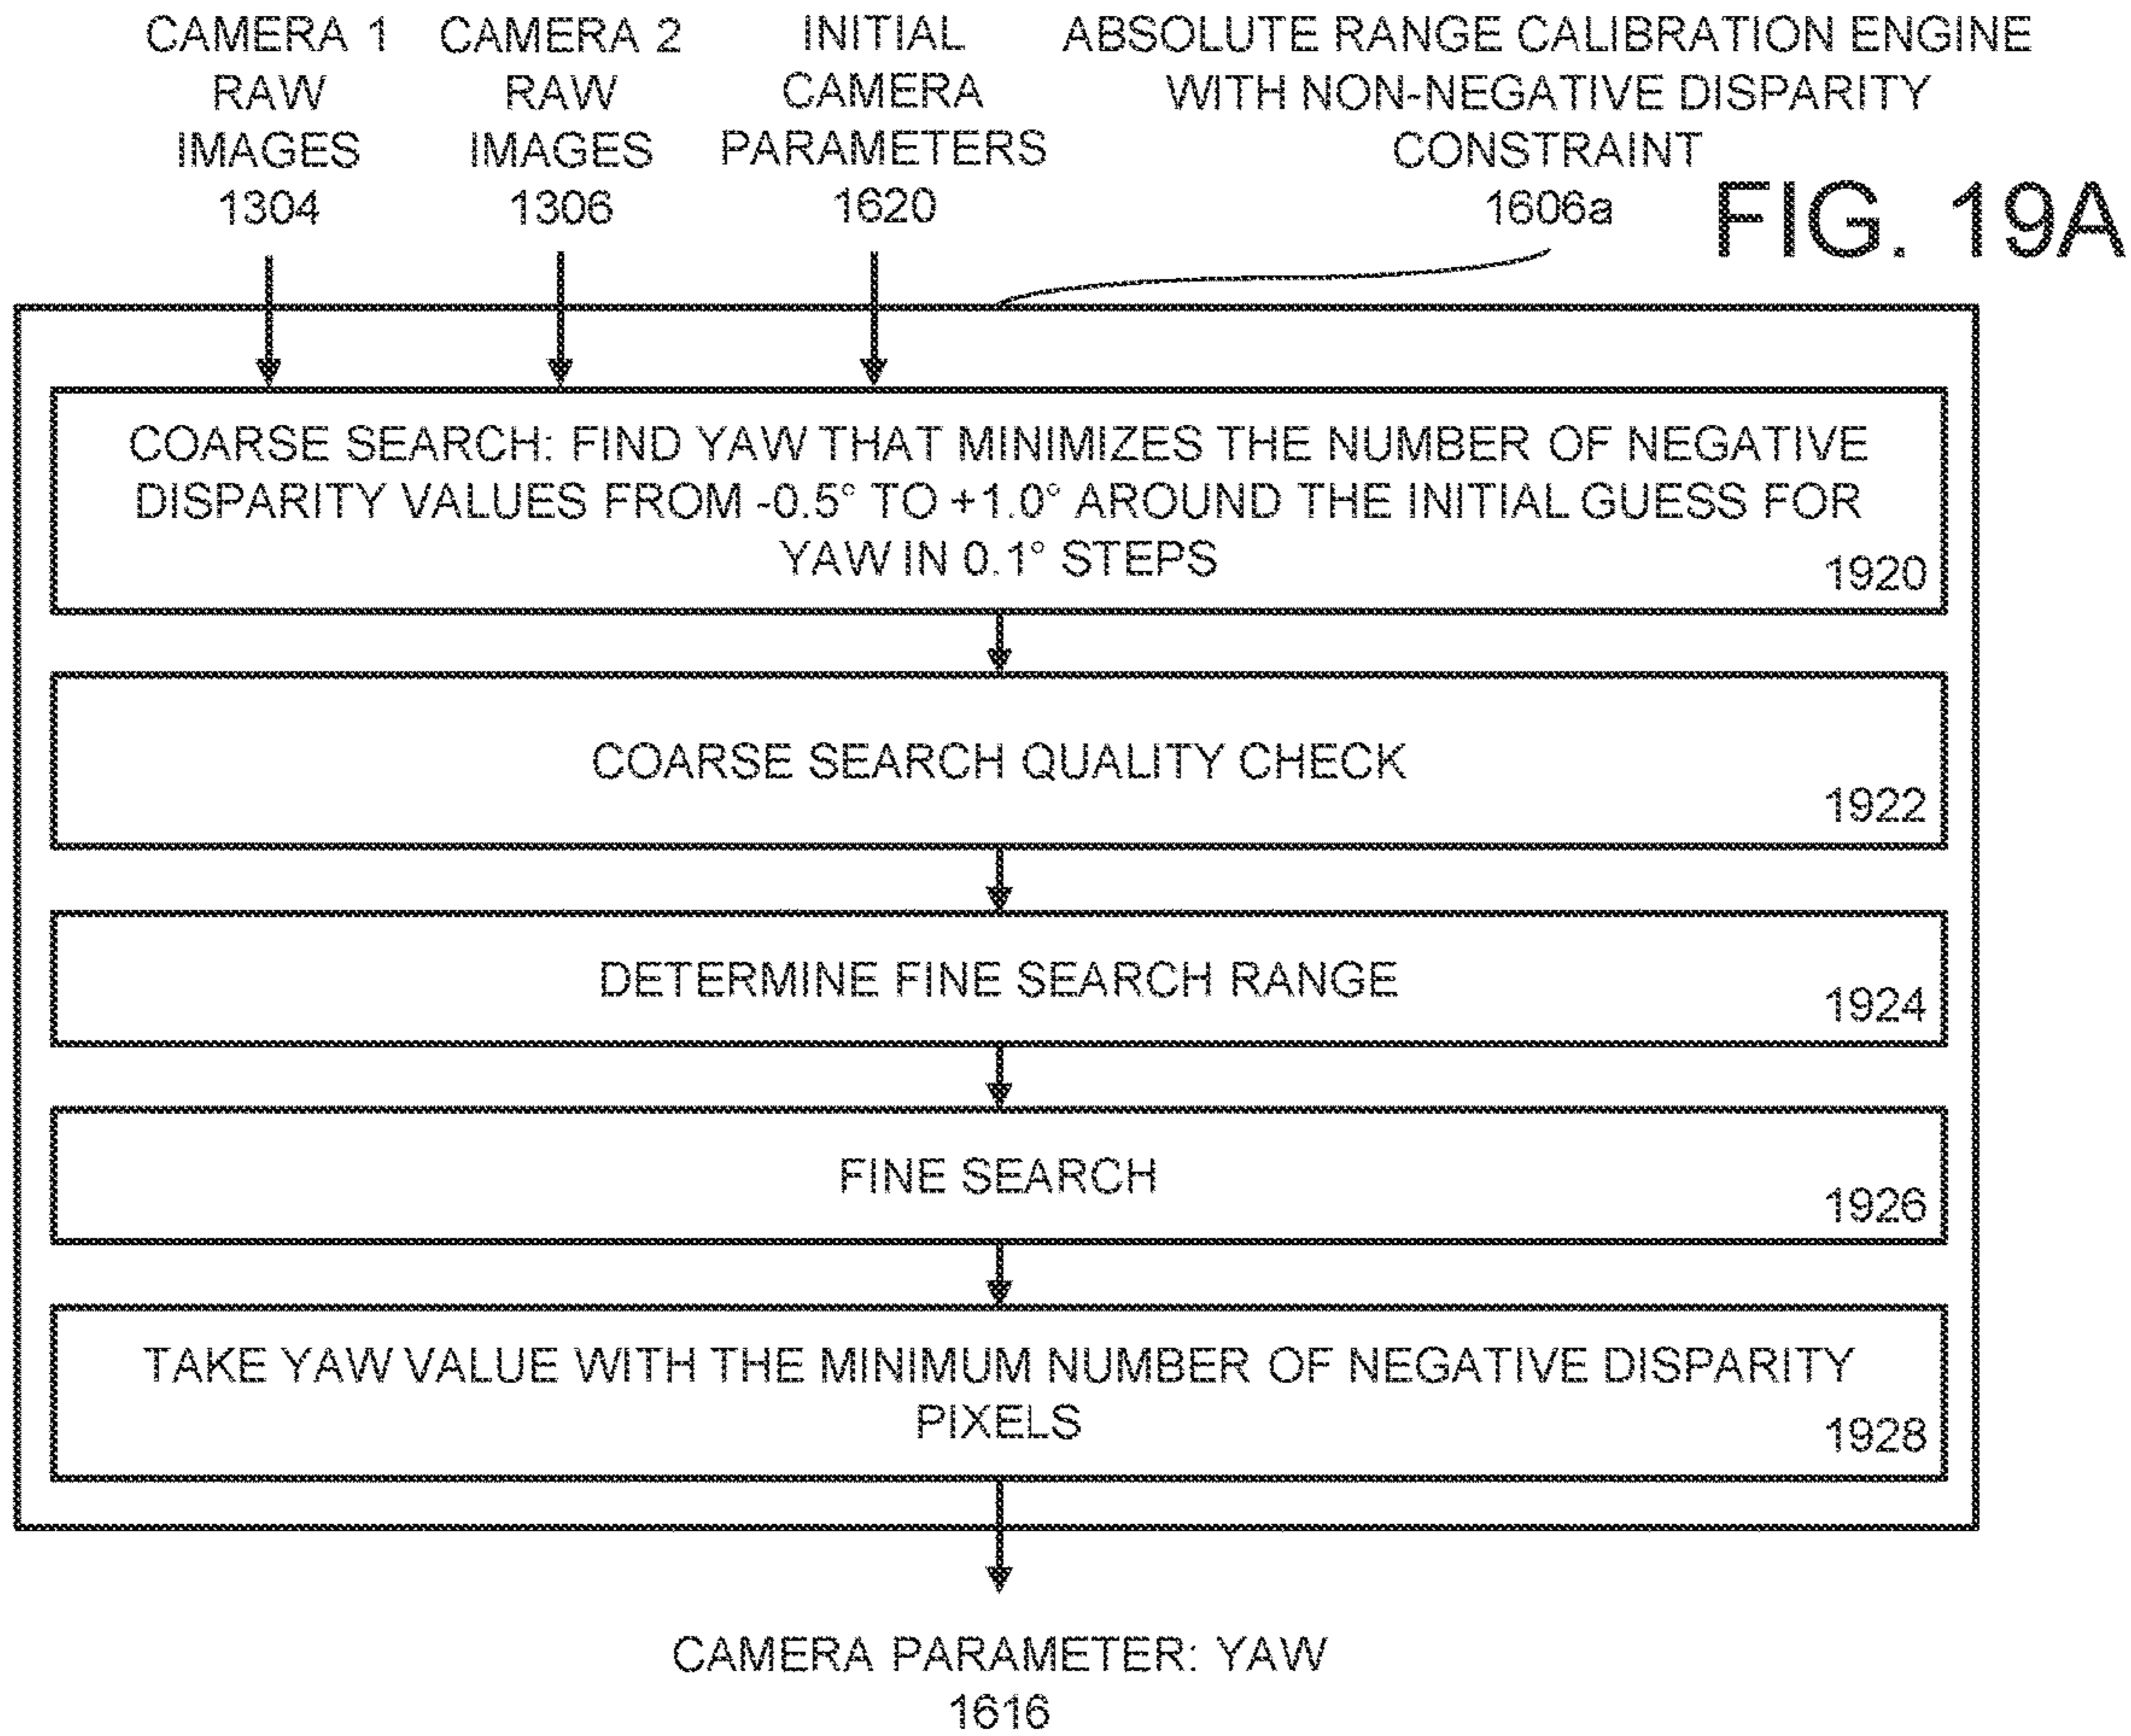 CAMERA 1
RAW
IMAGES
1304
CAMERA 2
RAW
IMAGES
1306
INITIAL
CAMERA
PARAMETERS
1620
ABSOLUTE RANGE CALIBRATION ENGINE
WITH NON-NEGATIVE DISPARITY
CONSTRAINT
1606a
FIG. 19A
COARSE SEARCH: FIND YAW THAT MINIMIZES THE NUMBER OF NEGATIVE
DISPARITY VALUES FROM -0.5° TO +1.0° AROUND THE INITIAL GUESS FOR
YAW IN 0.1° STEPS
1920
COARSE SEARCH QUALITY CHECK
1922
DETERMINE FINE SEARCH RANGE
1924
FINE SEARCH
1926
TAKE YAW VALUE WITH THE MINIMUM NUMBER OF NEGATIVE DISPARITY
PIXELS
1928
CAMERA PARAMETER: YAW
1616